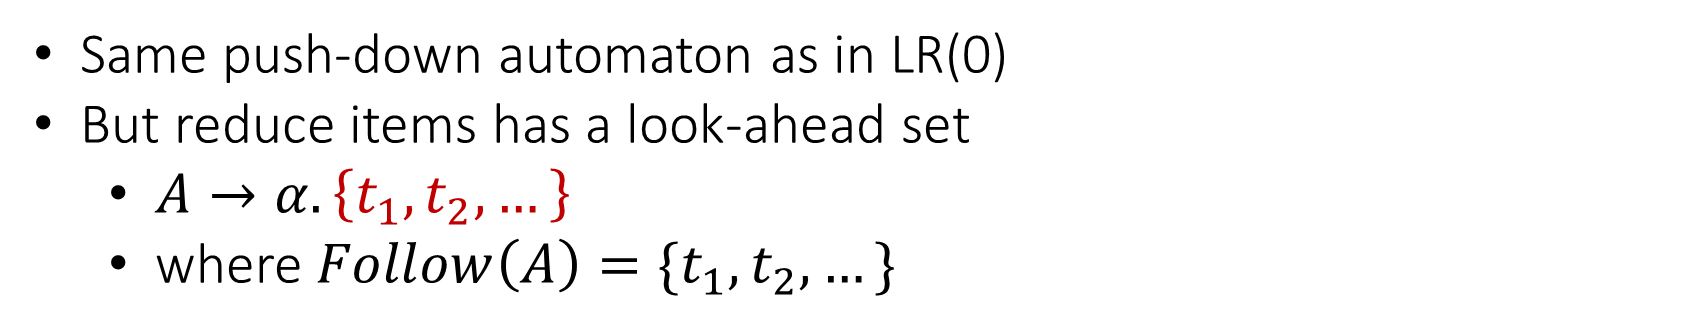 • Same push-down automaton as in LR(0)
• But reduce items has a look-ahead set
• A → α. {t₁, t₂, … }
• where Follow(A) = {t₁, t₂, … }